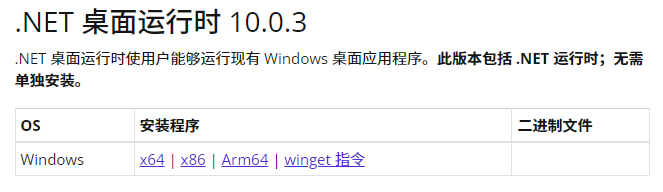 .NET 桌面运行时 10.0.3
.NET 桌面运行时使用户能够运行现有 Windows 桌面应用程序。此版本包括 .NET 运行时；无需
单独安装。
OS 安装程序 二进制文件
Windows x64 | x86 | Arm64 | winget 指令